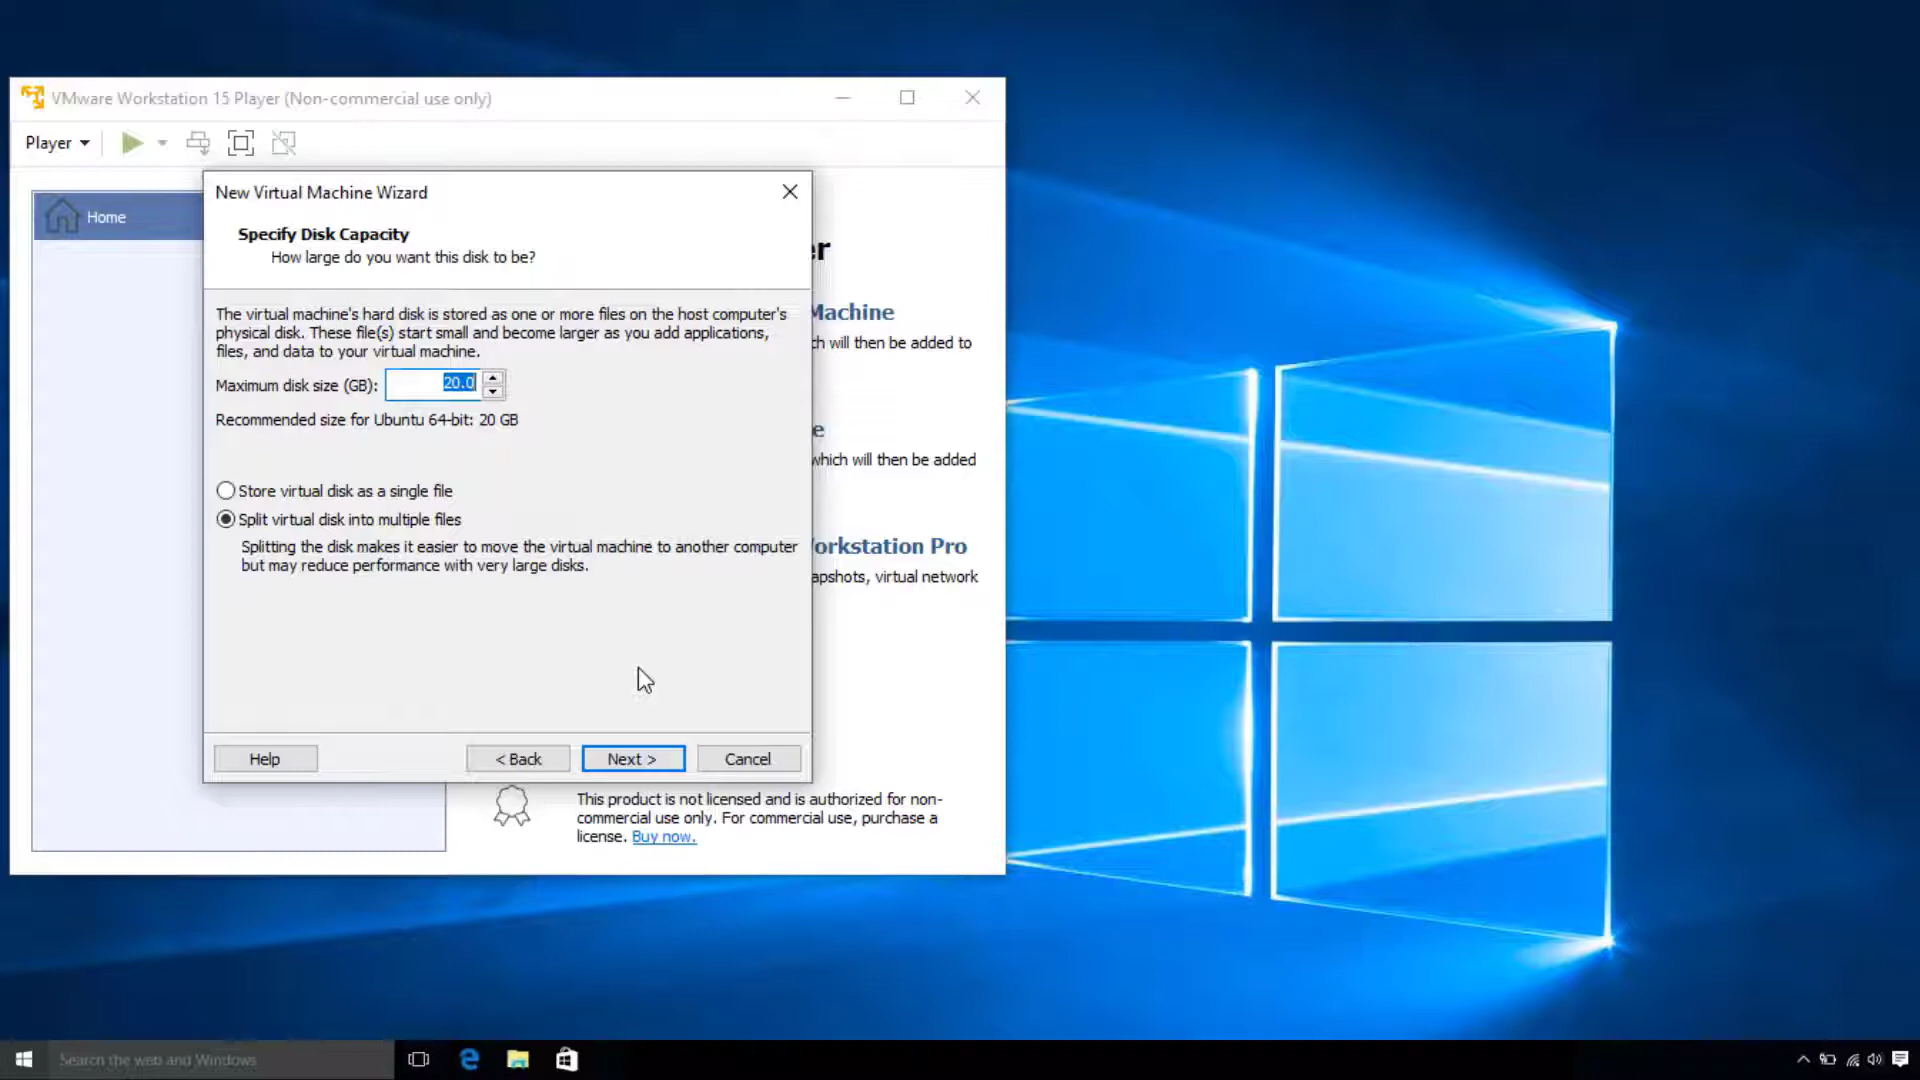 VMware Workstation 15 Player (Non-commercial use only)
Player
Home
New Virtual Machine Wizard
Specify Disk Capacity
How large do you want this disk to be?
The virtual machine's hard disk is stored as one or more files on the host computer's
physical disk. These file(s) start small and become larger as you add applications,
files, and data to your virtual machine.
Maximum disk size (GB): 20.0
Recommended size for Ubuntu 64-bit: 20 GB
Store virtual disk as a single file
Split virtual disk into multiple files
Splitting the disk makes it easier to move the virtual machine to another computer
but may reduce performance with very large disks.
Help
< Back
Next >
Cancel
er
Machine
ch will then be added to
e
which will then be added
orkstation Pro
apshots, virtual network
This product is not licensed and is authorized for non-
commercial use only. For commercial use, purchase a
license. Buy now.
Search the web and Windows